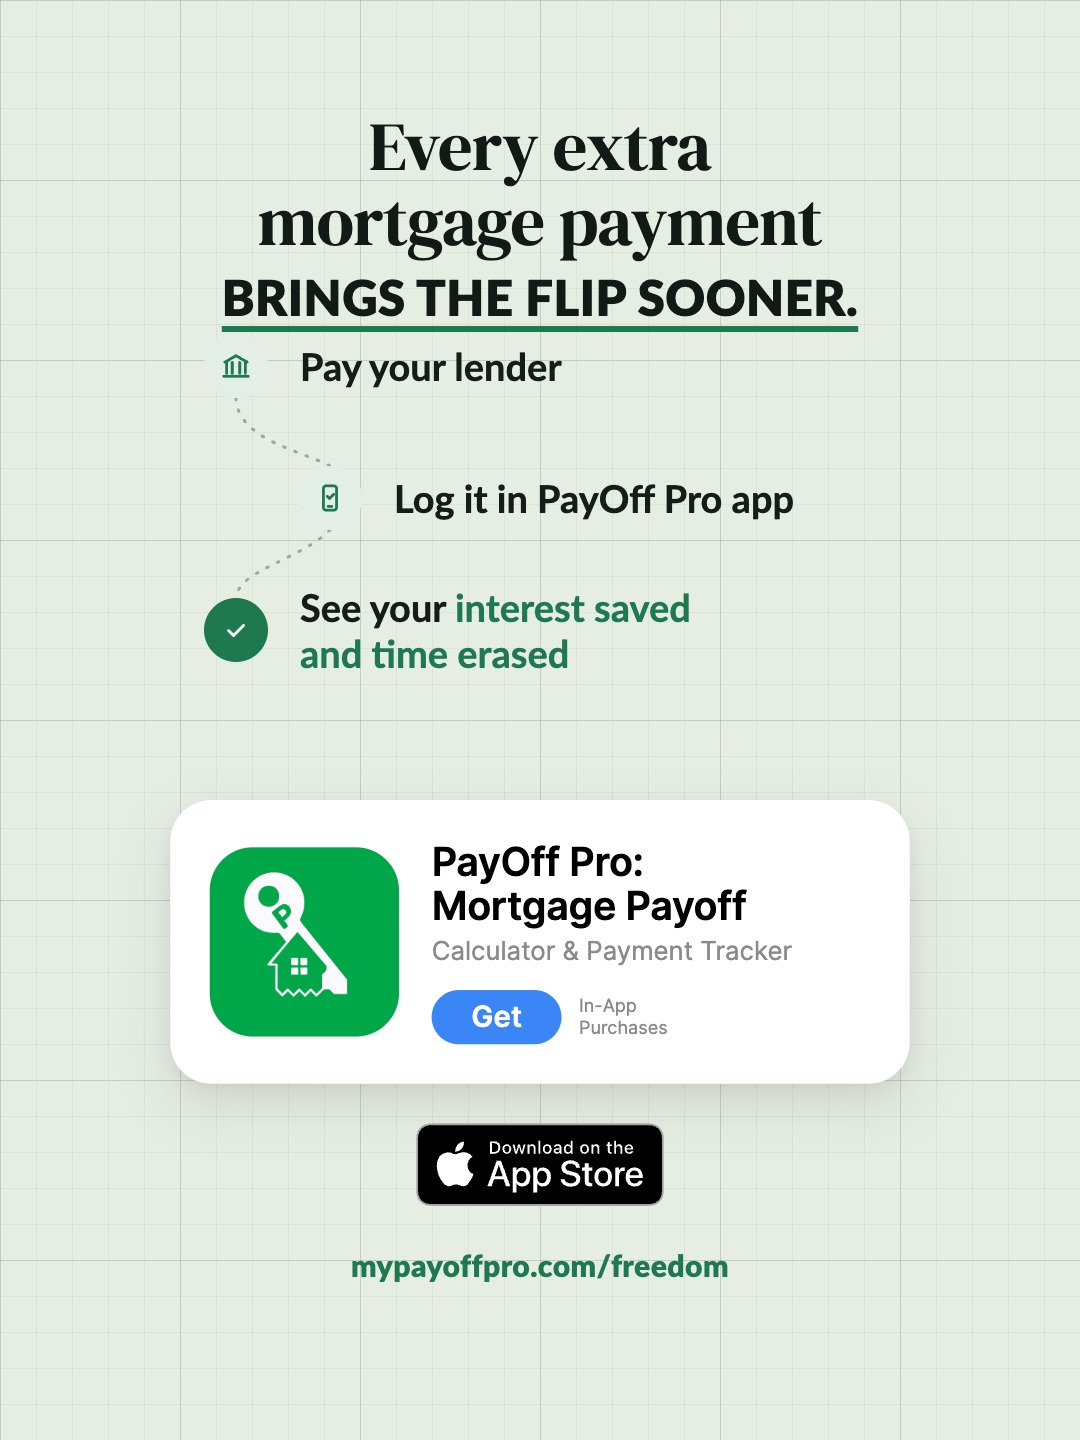 Every extra
mortgage payment
BRINGS THE FLIP SOONER.
Pay your lender
Log it in PayOff Pro app
See your interest saved
and time erased
P
PayOff Pro:
Mortgage Payoff
Calculator & Payment Tracker
Get
In-App
Purchases
Download on the
App Store
mypayoffpro.com/freedom